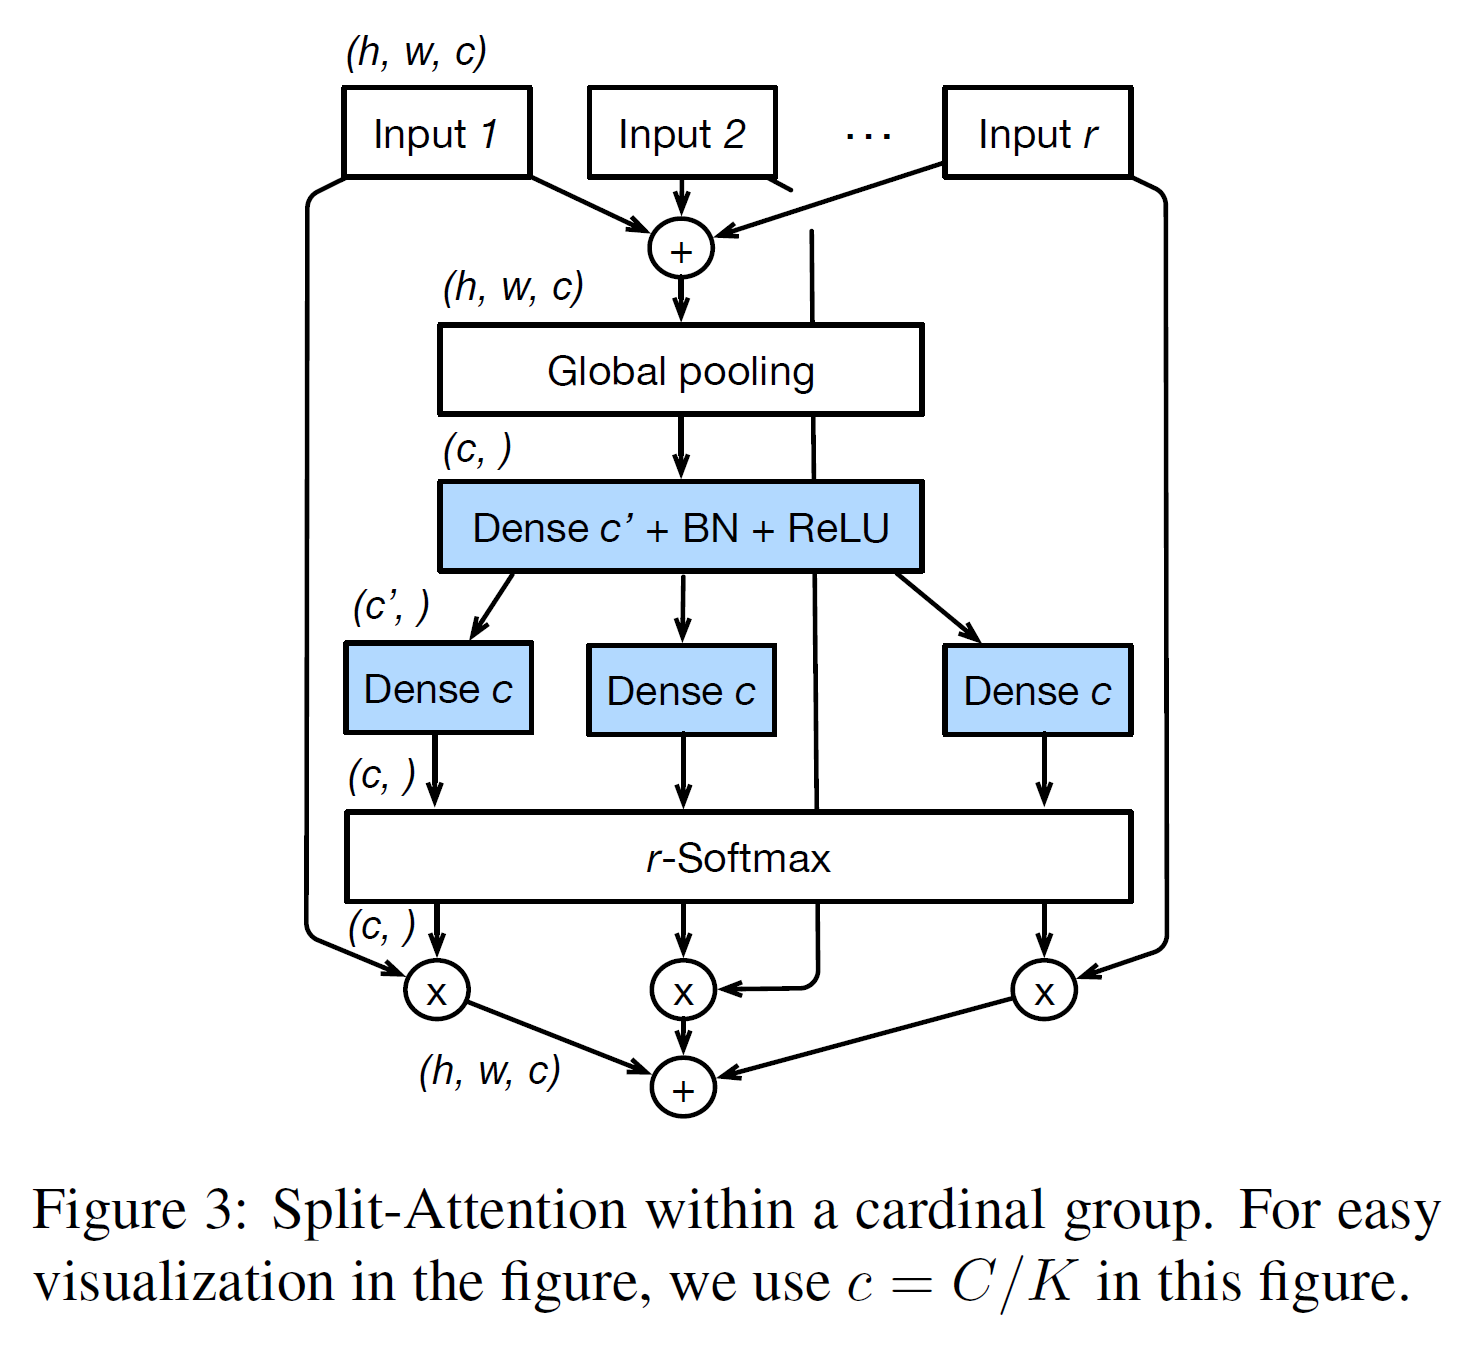 (h, w, c)
Input 1
Input 2
...
Input r
+
(h, w, c)
Global pooling
(c, )
Dense c’ + BN + ReLU
(c’, )
Dense c
Dense c
Dense c
(c, )
r-Softmax
(c, )
x
x
x
(h, w, c)
+
Figure 3: Split-Attention within a cardinal group. For easy
visualization in the figure, we use c = C/K in this figure.